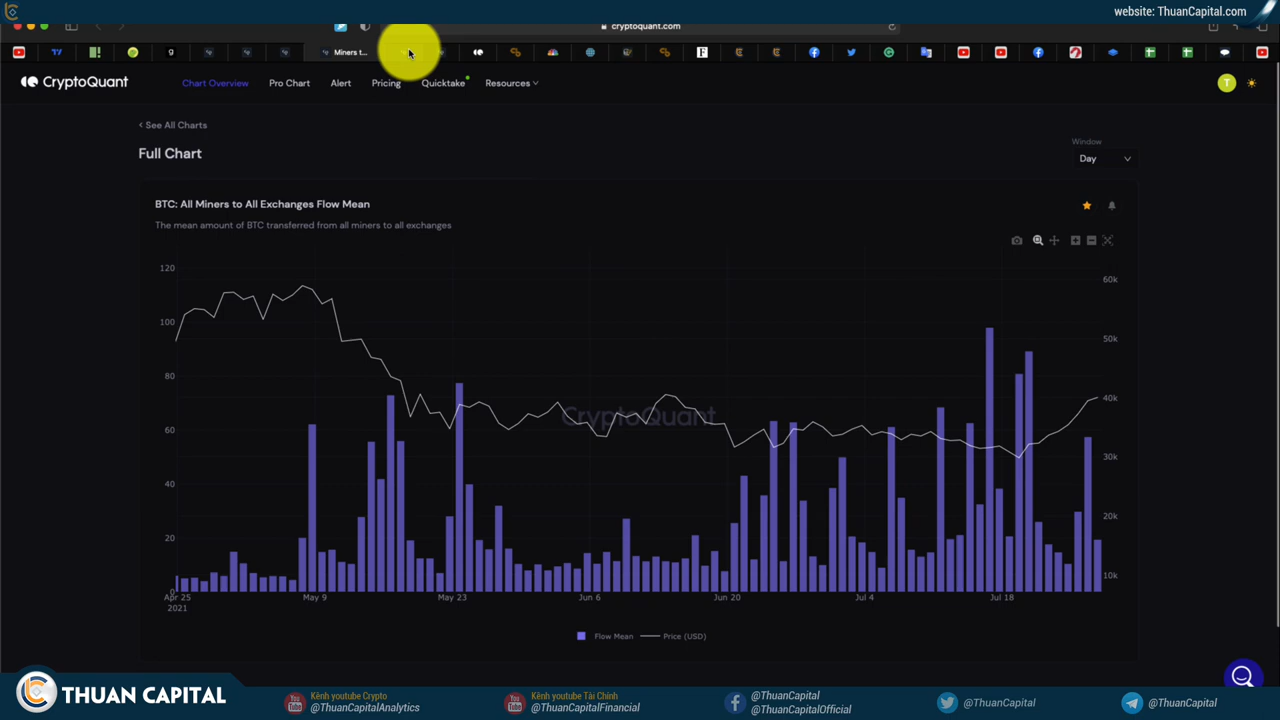 website: ThuanCapital.com
cryptoquant.com
Miners t...
CryptoQuant
Chart Overview
Pro Chart
Alert
Pricing
Quicktake
Resources
T
< See All Charts
Full Chart
Window
Day
BTC: All Miners to All Exchanges Flow Mean
The mean amount of BTC transferred from all miners to all exchanges
120
100
80
60
40
20
0
60k
50k
40k
30k
20k
10k
CryptoQuant
Apr 25
2021
May 9
May 23
Jun 6
Jun 20
Jul 4
Jul 18
Flow Mean
Price (USD)
THUAN CAPITAL
Kênh youtube Crypto
@ThuanCapitalAnalytics
Kênh youtube Tài Chính
@ThuanCapitalFinancial
@ThuanCapital
@ThuanCapitalOfficial
@ThuanCapital
@ThuanCapital